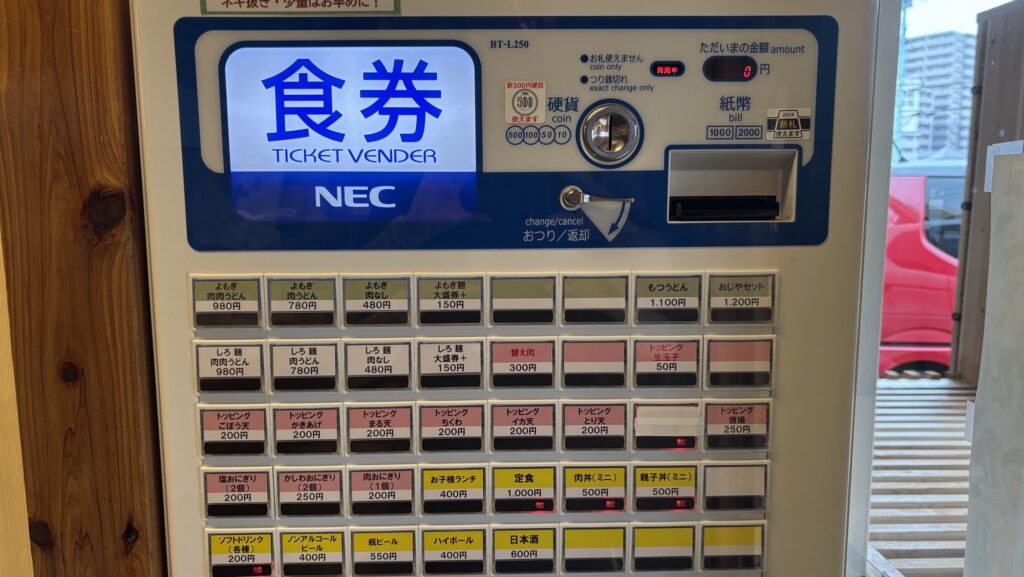 ネギ抜き・少量はお早めに！
BT-L250
食券
TICKET VENDER
NEC
●お札使えません
coin only
●つり銭切れ
exact change only
発売中
ただいまの金額 amount
0円
新500円硬貨
500
使えます
硬貨
coin
500 100 50 10
紙幣
bill
1000 2000
2024
新札
使えます
change/cancel
おつり／返却
よもぎ
肉肉うどん
980円
よもぎ
肉うどん
780円
よもぎ
肉なし
480円
よもぎ麺
大盛券＋
150円
もつうどん
1,100円
おじやセット
1,200円
しろ 麺
肉肉うどん
980円
しろ 麺
肉うどん
780円
しろ 麺
肉なし
480円
しろ 麺
大盛券＋
150円
替え肉
300円
トッピング
生玉子
50円
トッピング
ごぼう天
200円
トッピング
かきあげ
200円
トッピング
まる天
200円
トッピング
ちくわ
200円
トッピング
イカ天
200円
トッピング
とり天
200円
トッピング
唐揚
250円
塩おにぎり
（2個）
200円
かしわおにぎり
（2個）
250円
肉おにぎり
（1個）
200円
お子様ランチ
400円
定食
1,000円
肉丼（ミニ）
500円
親子丼（ミニ）
500円
ソフトドリンク
（各種）
200円
ノンアルコール
ビール
400円
瓶ビール
550円
ハイボール
400円
日本酒
600円